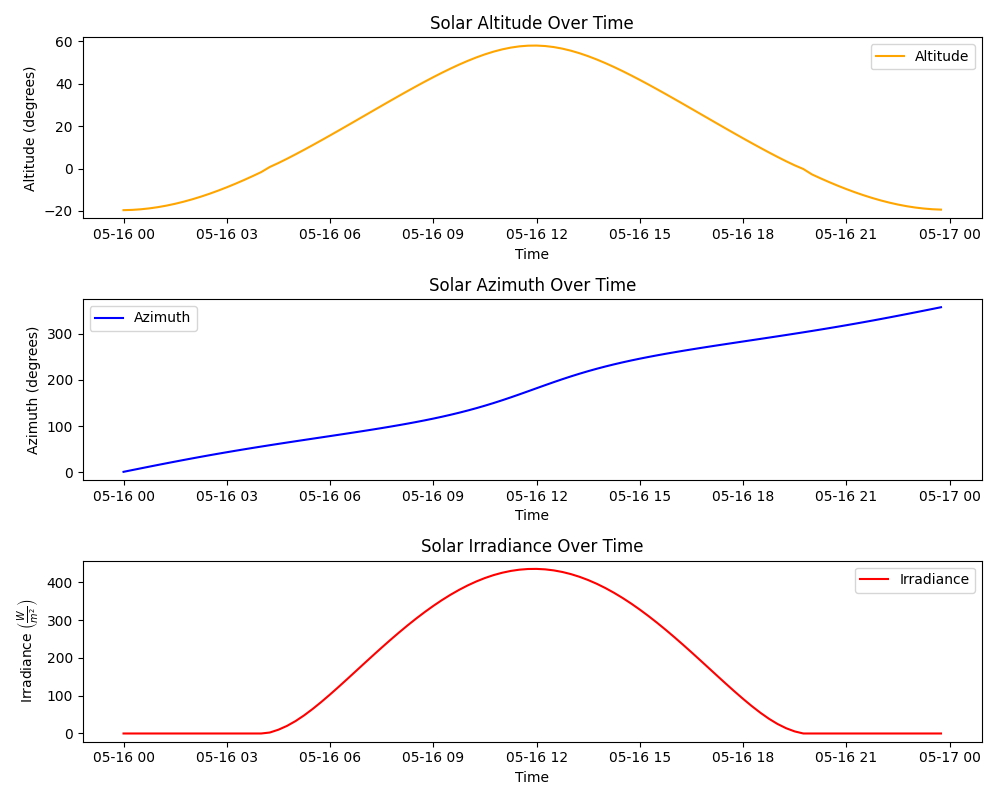 Solar Altitude Over Time
Altitude (degrees)
60
40
20
0
−20
Altitude
05-16 00 05-16 03 05-16 06 05-16 09 05-16 12 05-16 15 05-16 18 05-16 21 05-17 00
Time
Solar Azimuth Over Time
Azimuth (degrees)
300
200
100
0
Azimuth
05-16 00 05-16 03 05-16 06 05-16 09 05-16 12 05-16 15 05-16 18 05-16 21 05-17 00
Time
Solar Irradiance Over Time
Irradiance (W/m²)
400
300
200
100
0
Irradiance
05-16 00 05-16 03 05-16 06 05-16 09 05-16 12 05-16 15 05-16 18 05-16 21 05-17 00
Time